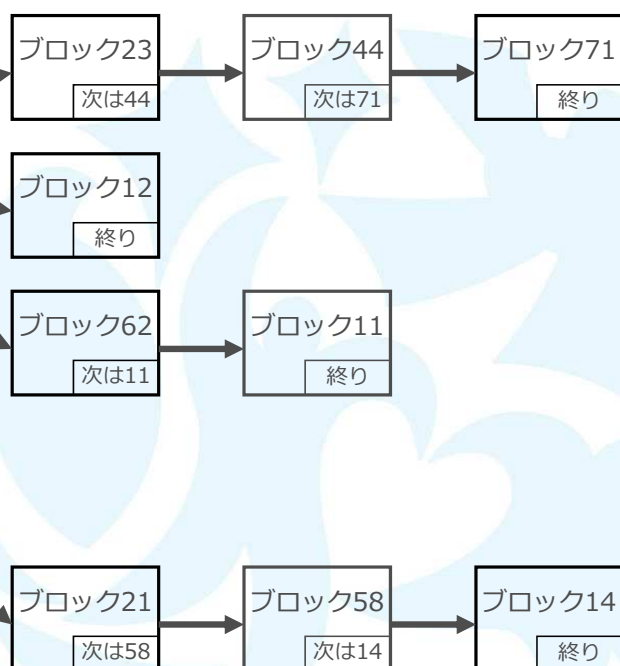 ブロック23 ブロック44 ブロック71
次は44 次は71 終り
ブロック12
終り
ブロック62 ブロック11
次は11 終り
ブロック21 ブロック58 ブロック14
次は58 次は14 終り